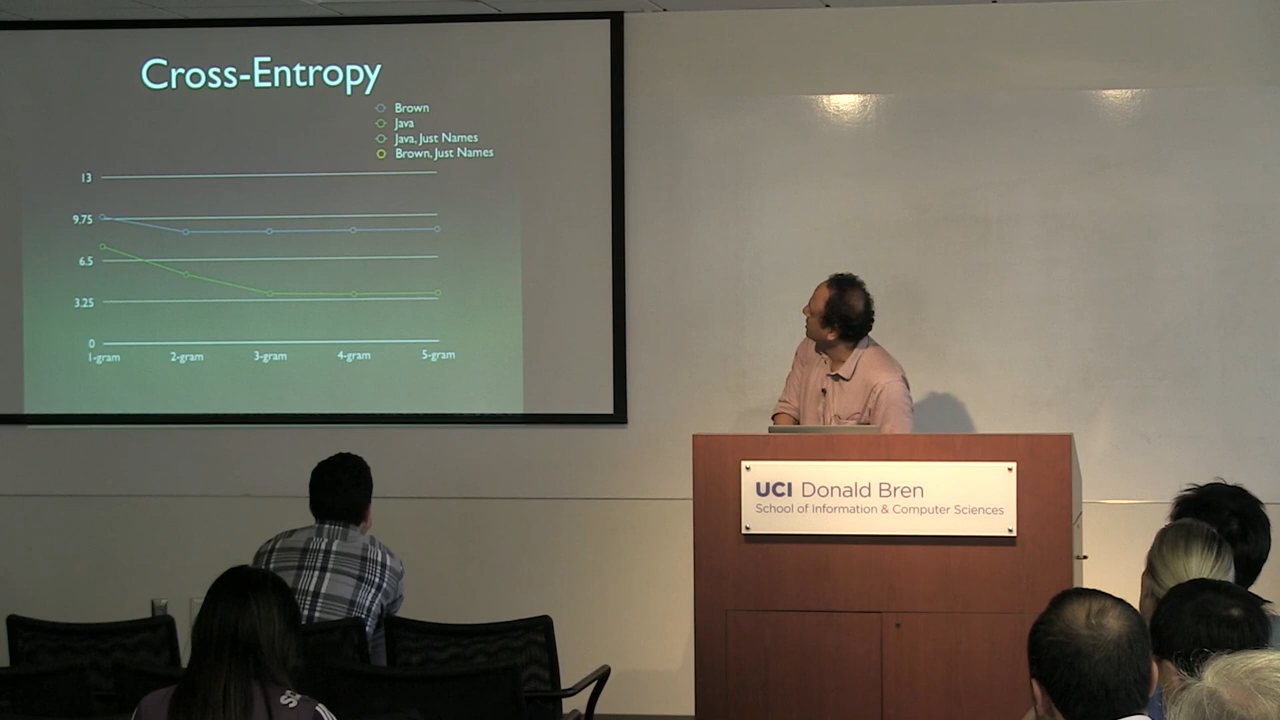 Cross-Entropy
Brown
Java
Java, Just Names
Brown, Just Names
13
9.75
6.5
3.25
0
1-gram 2-gram 3-gram 4-gram 5-gram
UCI Donald Bren
School of Information & Computer Sciences